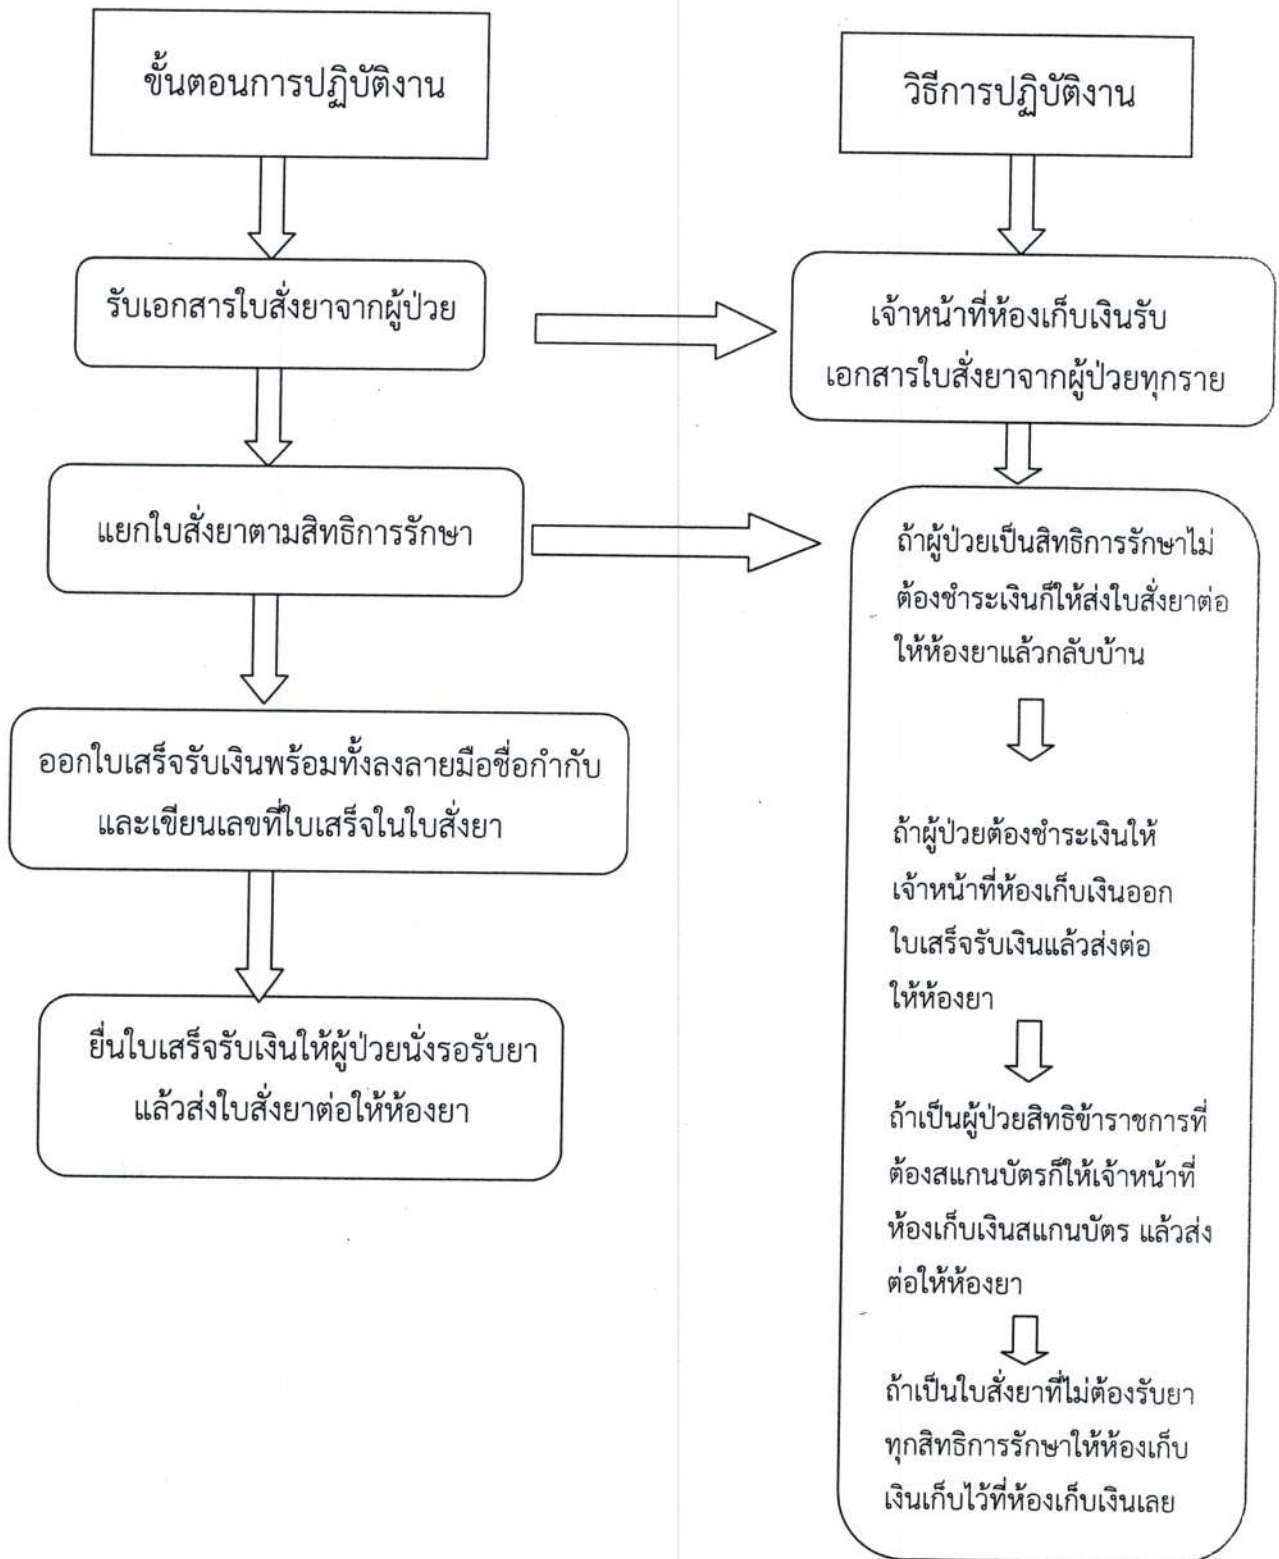 ขั้นตอนการปฏิบัติงาน
รับเอกสารใบสั่งยาจากผู้ป่วย
แยกใบสั่งยาตามสิทธิการรักษา
ออกใบเสร็จรับเงินพร้อมทั้งลงลายมือชื่อกำกับ
และเขียนเลขที่ใบเสร็จในใบสั่งยา
ยื่นใบเสร็จรับเงินให้ผู้ป่วยนั่งรอรับยา
แล้วส่งใบสั่งยาต่อให้ห้องยา
วิธีการปฏิบัติงาน
เจ้าหน้าที่ห้องเก็บเงินรับ
เอกสารใบสั่งยาจากผู้ป่วยทุกราย
ถ้าผู้ป่วยเป็นสิทธิการรักษาไม่
ต้องชำระเงินก็ให้ส่งใบสั่งยาต่อ
ให้ห้องยาแล้วกลับบ้าน
ถ้าผู้ป่วยต้องชำระเงินให้
เจ้าหน้าที่ห้องเก็บเงินออก
ใบเสร็จรับเงินแล้วส่งต่อ
ให้ห้องยา
ถ้าเป็นผู้ป่วยสิทธิข้าราชการที่
ต้องสแกนบัตรก็ให้เจ้าหน้าที่
ห้องเก็บเงินสแกนบัตร แล้วส่ง
ต่อให้ห้องยา
ถ้าเป็นใบสั่งยาที่ไม่ต้องรับยา
ทุกสิทธิการรักษาให้ห้องเก็บ
เงินเก็บไว้ที่ห้องเก็บเงินเลย